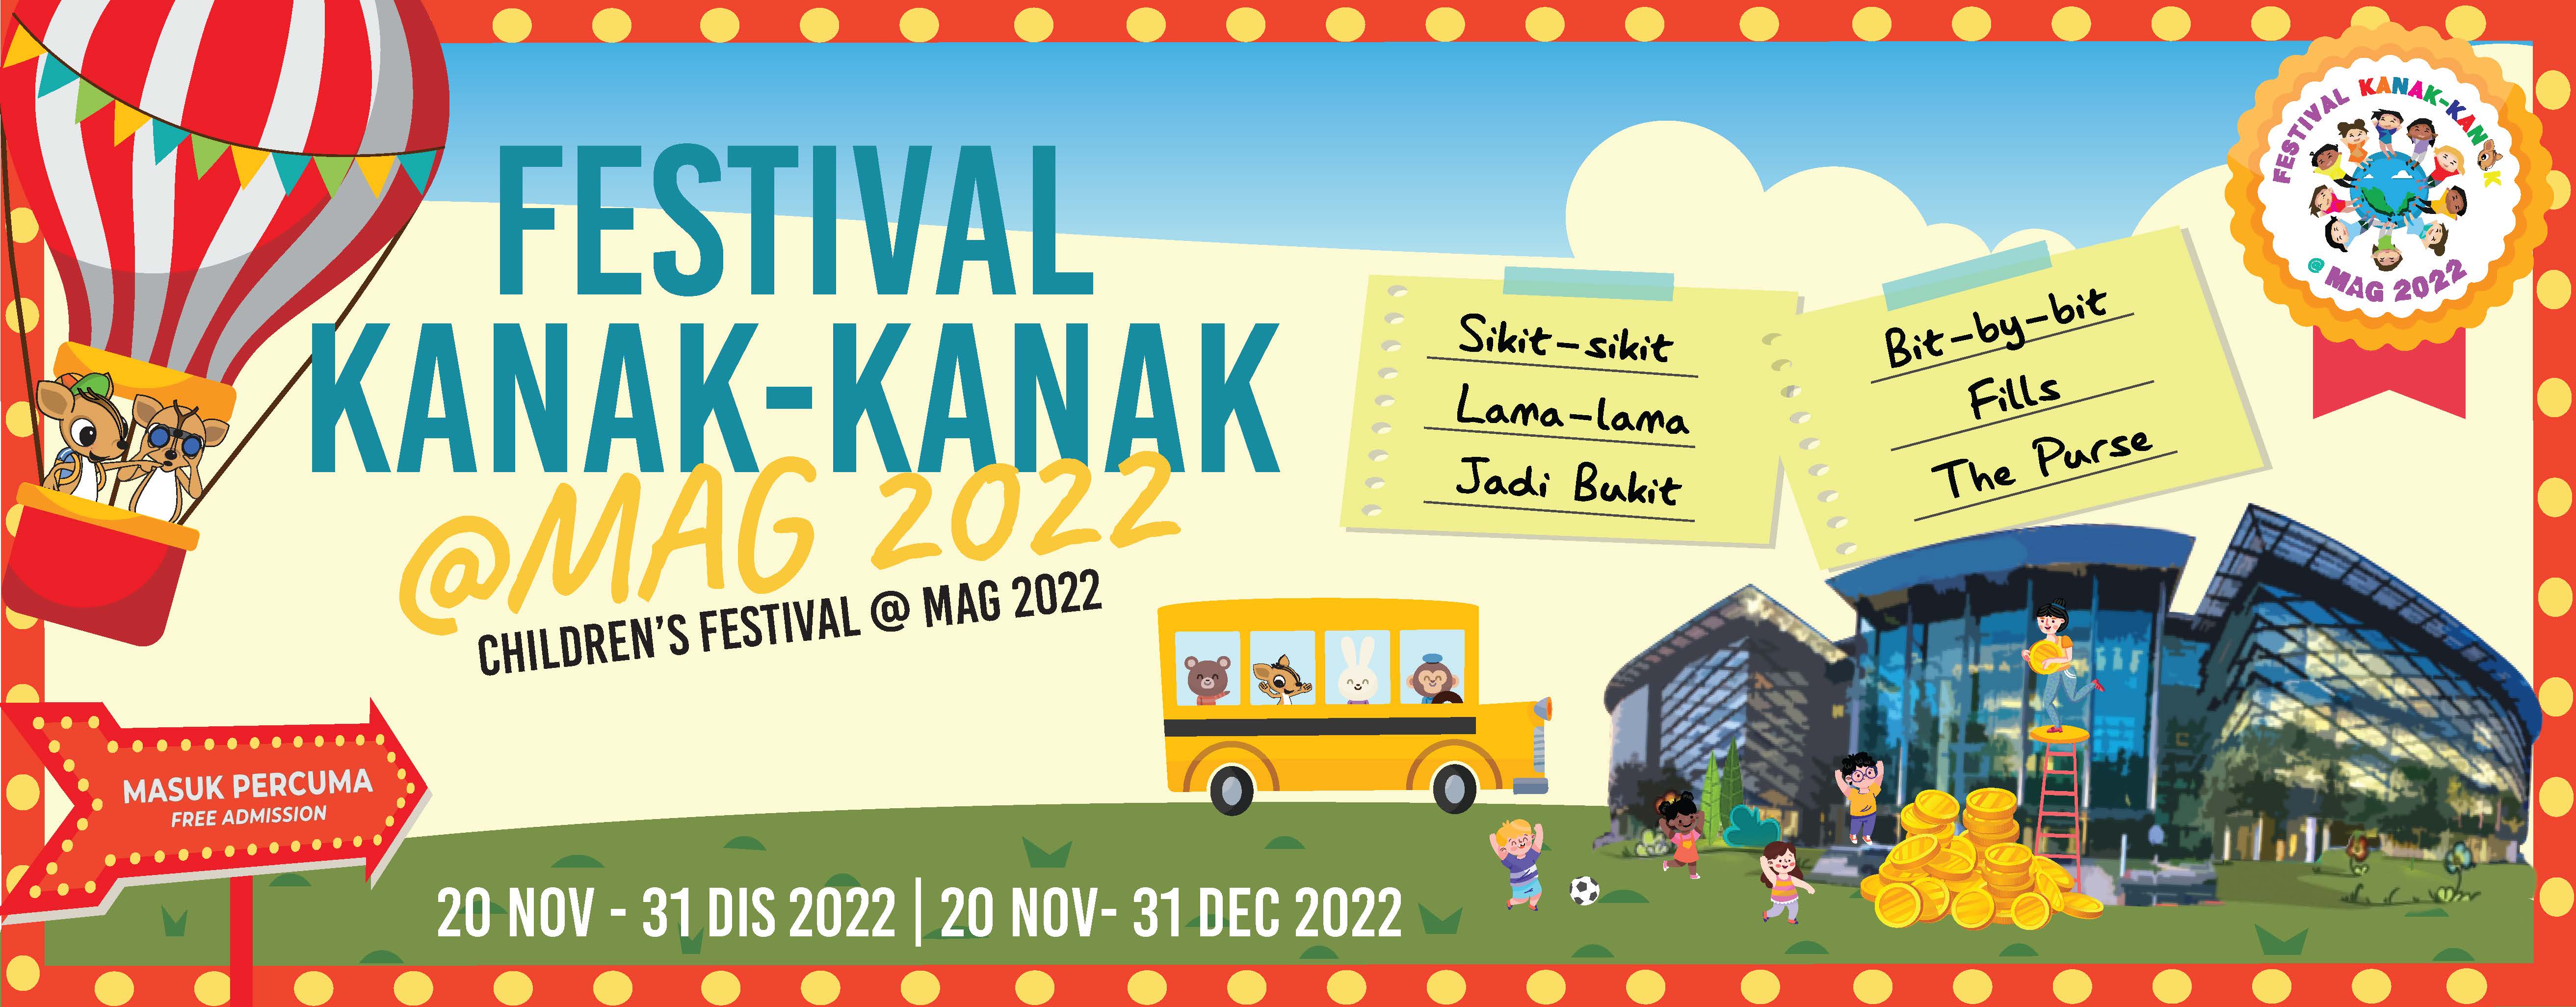 FESTIVAL
KANAK-KANAK
@MAG 2022
CHILDREN'S FESTIVAL @ MAG 2022
Sikit-sikit
Lama-lama
Jadi Bukit
Bit-by-bit
Fills
The Purse
FESTIVAL KANAK-KANAK
@ MAG 2022
MASUK PERCUMA
FREE ADMISSION
20 NOV - 31 DIS 2022 | 20 NOV- 31 DEC 2022